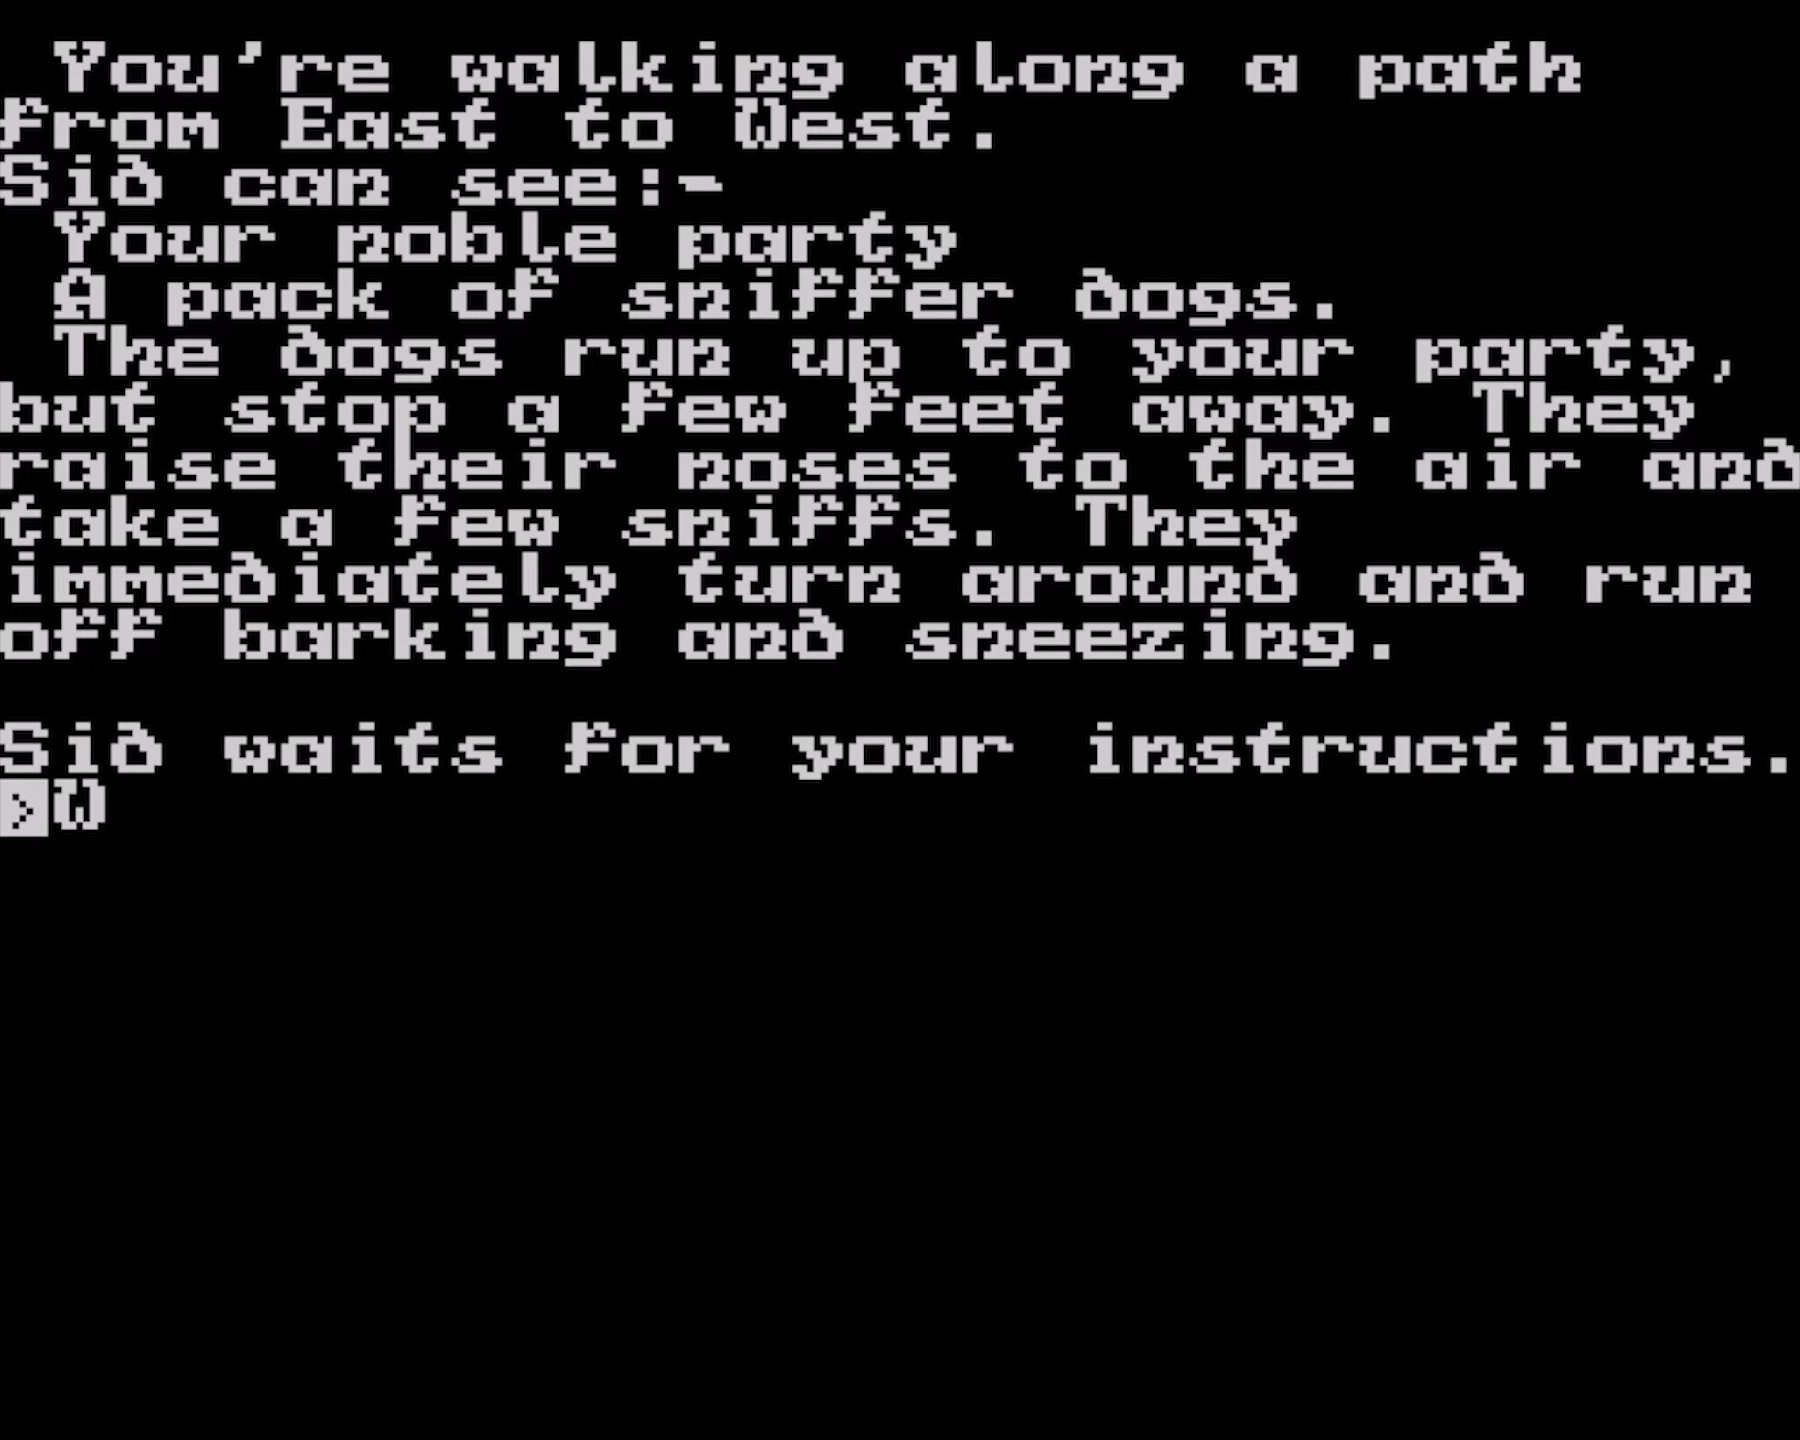 You're walking along a path
from East to West.
Sid can see:-
Your noble party
A pack of sniffer dogs.
The dogs run up to your party,
but stop a few feet away. They
raise their noses to the air and
take a few sniffs. They
immediately turn around and run
off barking and sneezing.
Sid waits for your instructions.
>W